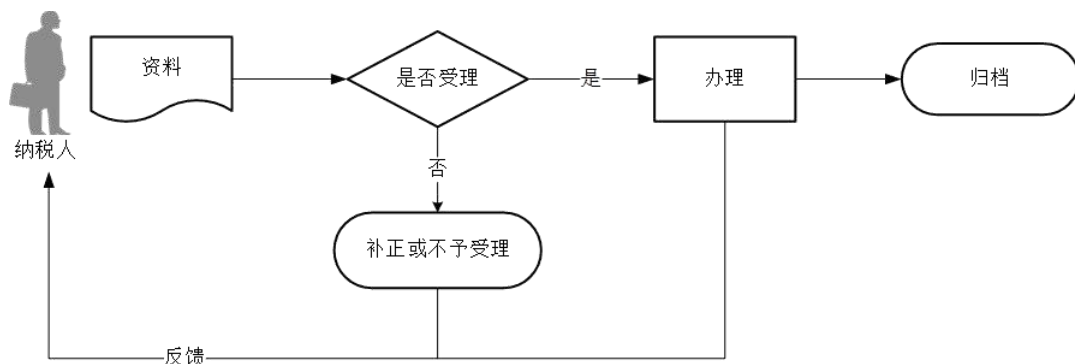 资料
是否受理
是
办理
归档
纳税人
否
补正或不予受理
反馈